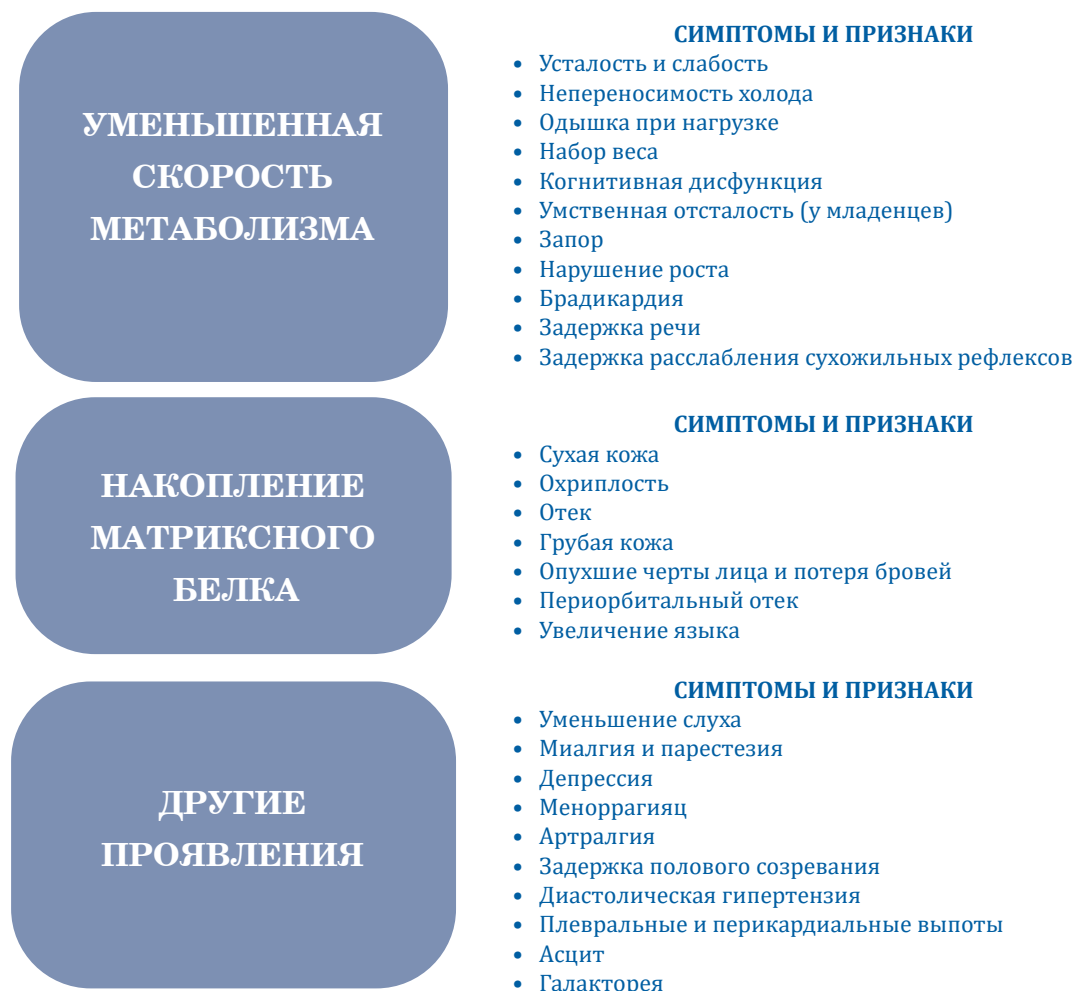 УМЕНЬШЕННАЯ
СКОРОСТЬ
МЕТАБОЛИЗМА
СИМПТОМЫ И ПРИЗНАКИ
• Усталость и слабость
• Непереносимость холода
• Одышка при нагрузке
• Набор веса
• Когнитивная дисфункция
• Умственная отсталость (у младенцев)
• Запор
• Нарушение роста
• Брадикардия
• Задержка речи
• Задержка расслабления сухожильных рефлексов
НАКОПЛЕНИЕ
МАТРИКСНОГО
БЕЛКА
СИМПТОМЫ И ПРИЗНАКИ
• Сухая кожа
• Охриплость
• Отек
• Грубая кожа
• Опухшие черты лица и потеря бровей
• Периорбитальный отек
• Увеличение языка
ДРУГИЕ
ПРОЯВЛЕНИЯ
СИМПТОМЫ И ПРИЗНАКИ
• Уменьшение слуха
• Миалгия и парестезия
• Депрессия
• Меноррагияц
• Артралгия
• Задержка полового созревания
• Диастолическая гипертензия
• Плевральные и перикардиальные выпоты
• Асцит
• Галакторея